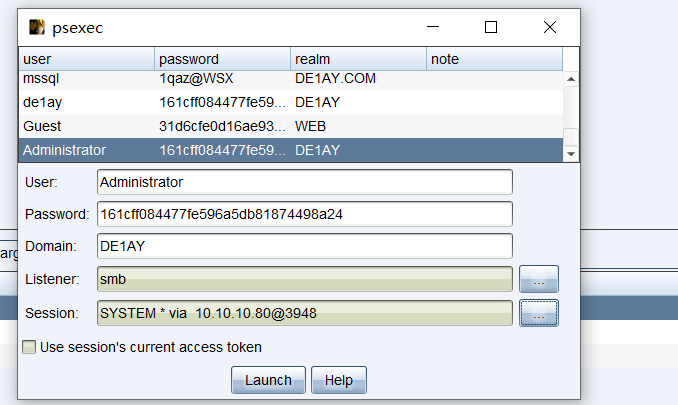 psexec
user password realm note
mssql 1qaz@WSX DE1AY.COM
de1ay 161cff084477fe59... DE1AY
Guest 31d6cfe0d16ae93... WEB
Administrator 161cff084477fe59... DE1AY
User: Administrator
Password: 161cff084477fe596a5db81874498a24
Domain: DE1AY
Listener: smb ...
Session: SYSTEM * via 10.10.10.80@3948 ...
Use session's current access token
Launch Help